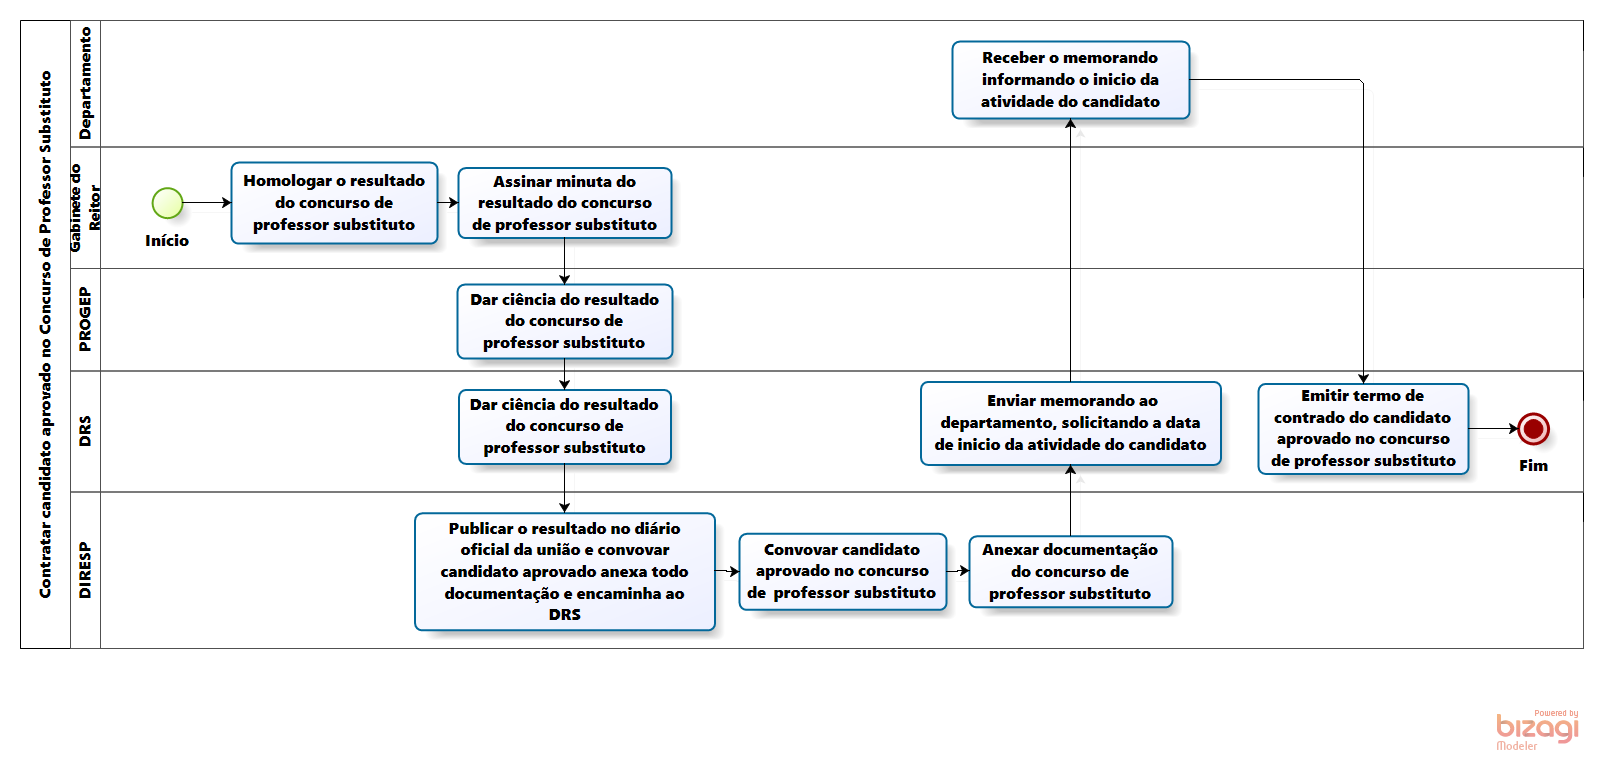 Contratar candidato aprovado no Concurso de Professor Substituto
Departamento
Receber o memorando
informando o inicio da
atividade do candidato
Gabinete do
Reitor
Início
Homologar o resultado
do concurso de
professor substituto
Assinar minuta do
resultado do concurso
de professor substituto
PROGEP
Dar ciência do resultado
do concurso de
professor substituto
DRS
Dar ciência do resultado
do concurso de
professor substituto
Enviar memorando ao
departamento, solicitando a data
de inicio da atividade do candidato
Emitir termo de
contrado do candidato
aprovado no concurso
de professor substituto
Fim
DIRESP
Publicar o resultado no diário
oficial da união e convovar
candidato aprovado anexa todo
documentação e encaminha ao
DRS
Convovar candidato
aprovado no concurso
de professor substituto
Anexar documentação
do concurso de
professor substituto
Powered by
bizagi
Modeler